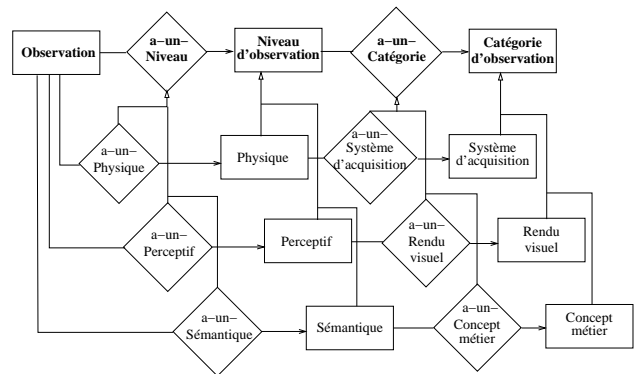 Observation
a–un–
Niveau
Niveau
d'observation
a–un–
Catégorie
Catégorie
d'observation
a–un–
Physique
Physique
a–un–
Système
d'acquisition
Système
d'acquisition
a–un–
Perceptif
Perceptif
a–un–
Rendu
visuel
Rendu
visuel
a–un–
Sémantique
Sémantique
a–un–
Concept
métier
Concept
métier